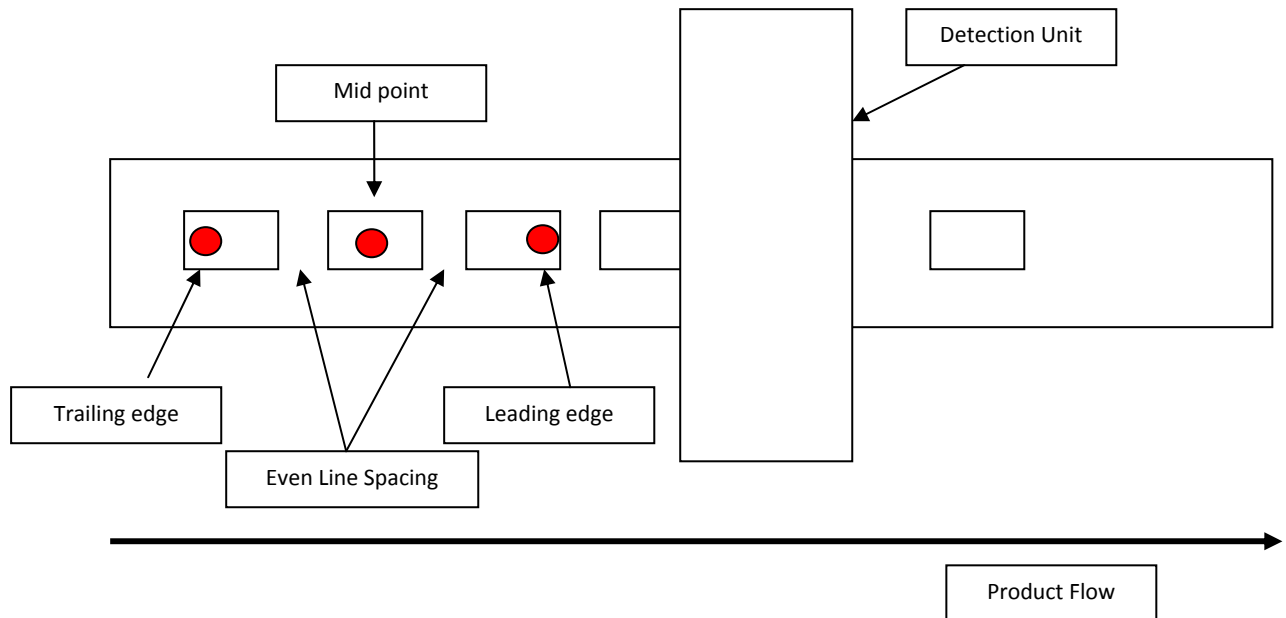 Detection Unit
Mid point
Trailing edge
Leading edge
Even Line Spacing
Product Flow